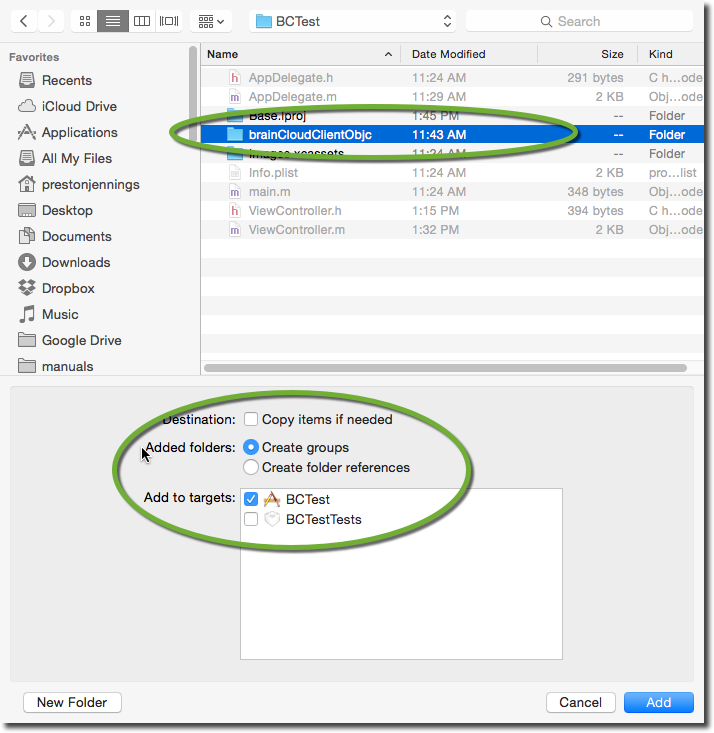 BCTest
Search
Favorites
Recents
iCloud Drive
Applications
All My Files
prestonjennings
Desktop
Documents
Downloads
Dropbox
Music
Google Drive
manuals
Name Date Modified Size Kind
h AppDelegate.h 11:24 AM 291 bytes C h...ode
m AppDelegate.m 11:29 AM 2 KB Obj...ode
Base.lproj 1:45 PM -- Folder
brainCloudClientObjc 11:43 AM -- Folder
Images.xcassets 11:24 AM -- Folder
Info.plist 11:24 AM 2 KB pro...list
m main.m 11:24 AM 348 bytes Obj...ode
h ViewController.h 1:15 PM 394 bytes C h...ode
m ViewController.m 1:32 PM 2 KB Obj...ode
Destination: Copy items if needed
Added folders: Create groups
Create folder references
Add to targets: BCTest
BCTestTests
New Folder Cancel Add